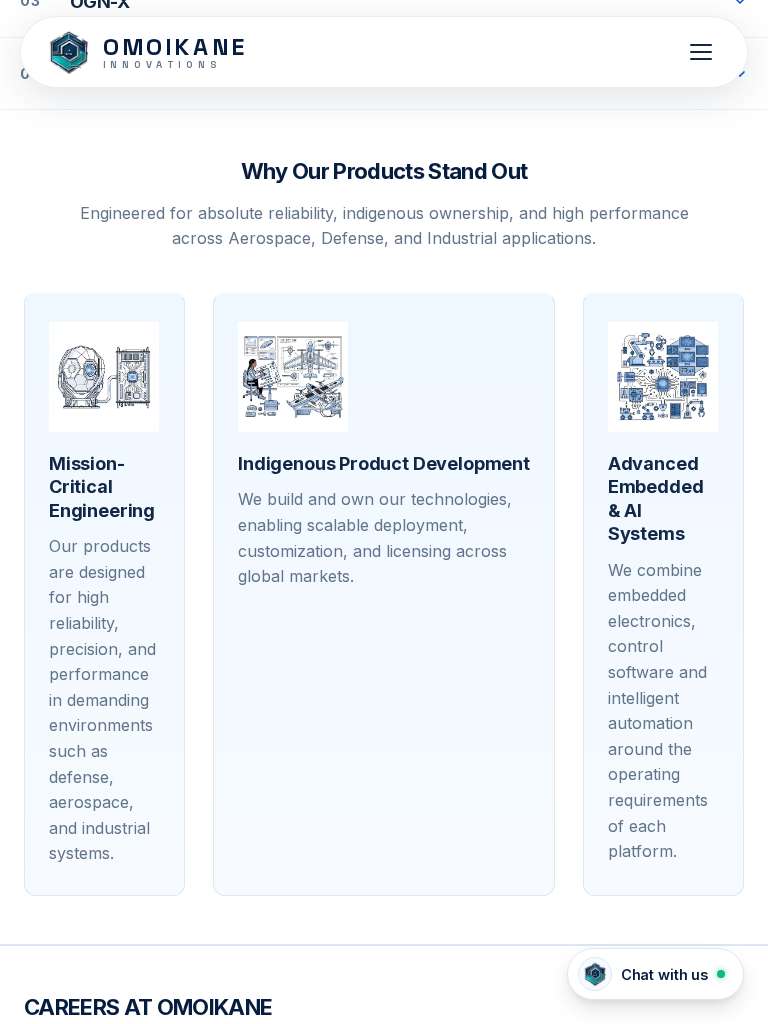 03
OGN-X
OMOIKANE
INNOVATIONS
Why Our Products Stand Out
Engineered for absolute reliability, indigenous ownership, and high performance
across Aerospace, Defense, and Industrial applications.
Mission-
Critical
Engineering
Our products
are designed
for high
reliability,
precision, and
performance
in demanding
environments
such as
defense,
aerospace,
and industrial
systems.
Indigenous Product Development
We build and own our technologies,
enabling scalable deployment,
customization, and licensing across
global markets.
Advanced
Embedded
& AI
Systems
We combine
embedded
electronics,
control
software and
intelligent
automation
around the
operating
requirements
of each
platform.
CAREERS AT OMOIKANE
Chat with us